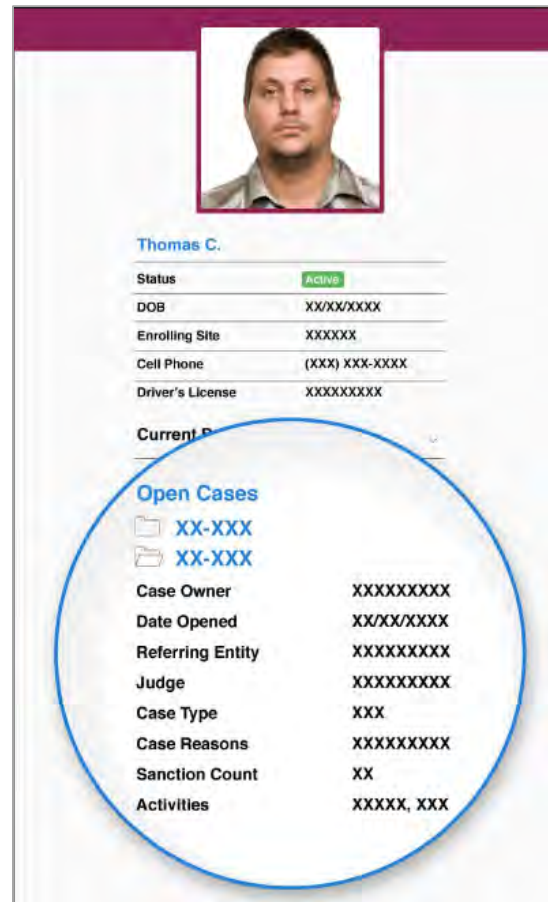 Thomas C.
Status Active
DOB XX/XX/XXXX
Enrolling Site XXXXXX
Cell Phone (XXX) XXX-XXXX
Driver's License XXXXXXXXX
Current
Open Cases
XX-XXX
XX-XXX
Case Owner XXXXXXXXX
Date Opened XX/XX/XXXX
Referring Entity XXXXXXXXX
Judge XXXXXXXXX
Case Type XXX
Case Reasons XXXXXXXXX
Sanction Count XX
Activities XXXXX, XXX